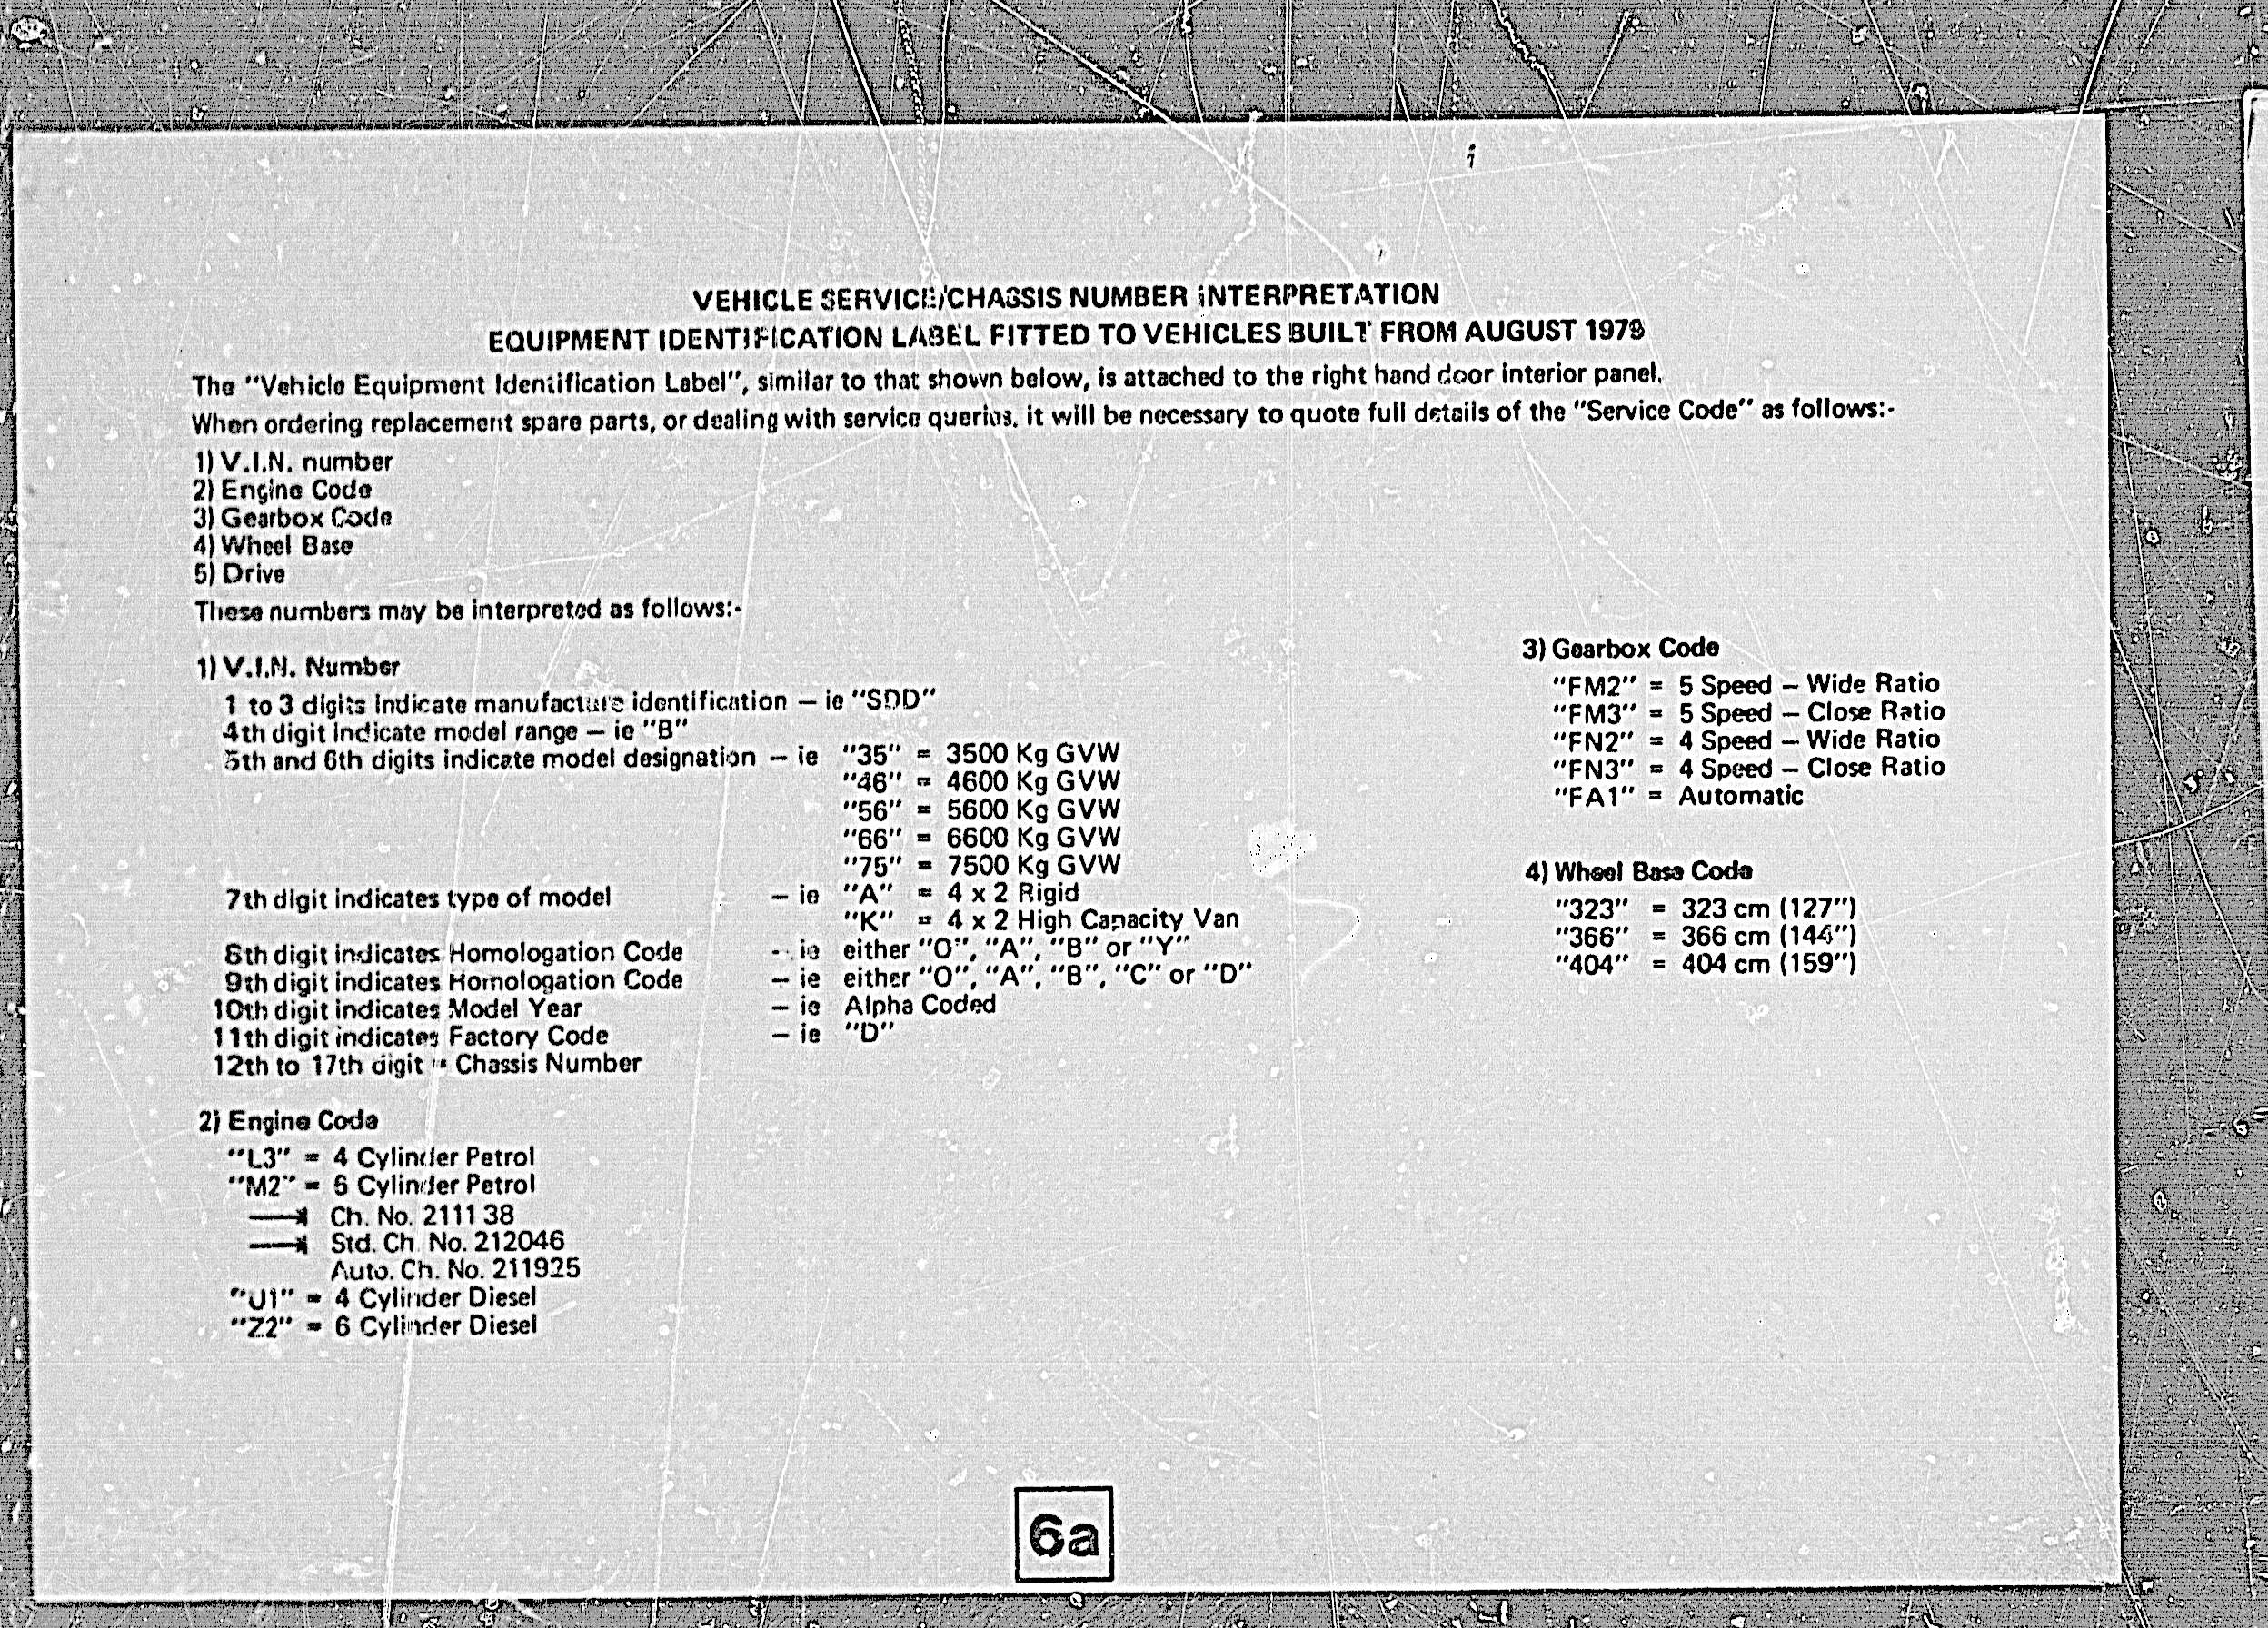 VEHICLE SERVICE/CHASSIS NUMBER INTERPRETATION
EQUIPMENT IDENTIFICATION LABEL FITTED TO VEHICLES BUILT FROM AUGUST 1979
The "Vehicle Equipment Identification Label", similar to that shown below, is attached to the right hand door interior panel.
When ordering replacement spare parts, or dealing with service queries, it will be necessary to quote full details of the "Service Code" as follows:-
1) V.I.N. number
2) Engine Code
3) Gearbox Code
4) Wheel Base
5) Drive
These numbers may be interpreted as follows:-
1) V.I.N. Number
1 to 3 digits indicate manufacture identification — ie "SDD"
4th digit indicate model range — ie "B"
5th and 6th digits indicate model designation — ie "35" = 3500 Kg GVW
"46" = 4600 Kg GVW
"56" = 5600 Kg GVW
"66" = 6600 Kg GVW
"75" = 7500 Kg GVW
7th digit indicates type of model — ie "A" = 4 x 2 Rigid
"K" = 4 x 2 High Capacity Van
8th digit indicates Homologation Code — ie either "O", "A", "B" or "Y"
9th digit indicates Homologation Code — ie either "O", "A", "B", "C" or "D"
10th digit indicates Model Year — ie Alpha Coded
11th digit indicates Factory Code — ie "D"
12th to 17th digit = Chassis Number
2) Engine Code
"L3" = 4 Cylinder Petrol
"M2" = 6 Cylinder Petrol
Ch. No. 2111 38
Std. Ch. No. 212046
Auto. Ch. No. 211925
"U1" = 4 Cylinder Diesel
"Z2" = 6 Cylinder Diesel
3) Gearbox Code
"FM2" = 5 Speed — Wide Ratio
"FM3" = 5 Speed — Close Ratio
"FN2" = 4 Speed — Wide Ratio
"FN3" = 4 Speed — Close Ratio
"FA1" = Automatic
4) Wheel Base Code
"323" = 323 cm (127")
"366" = 366 cm (144")
"404" = 404 cm (159")
6a